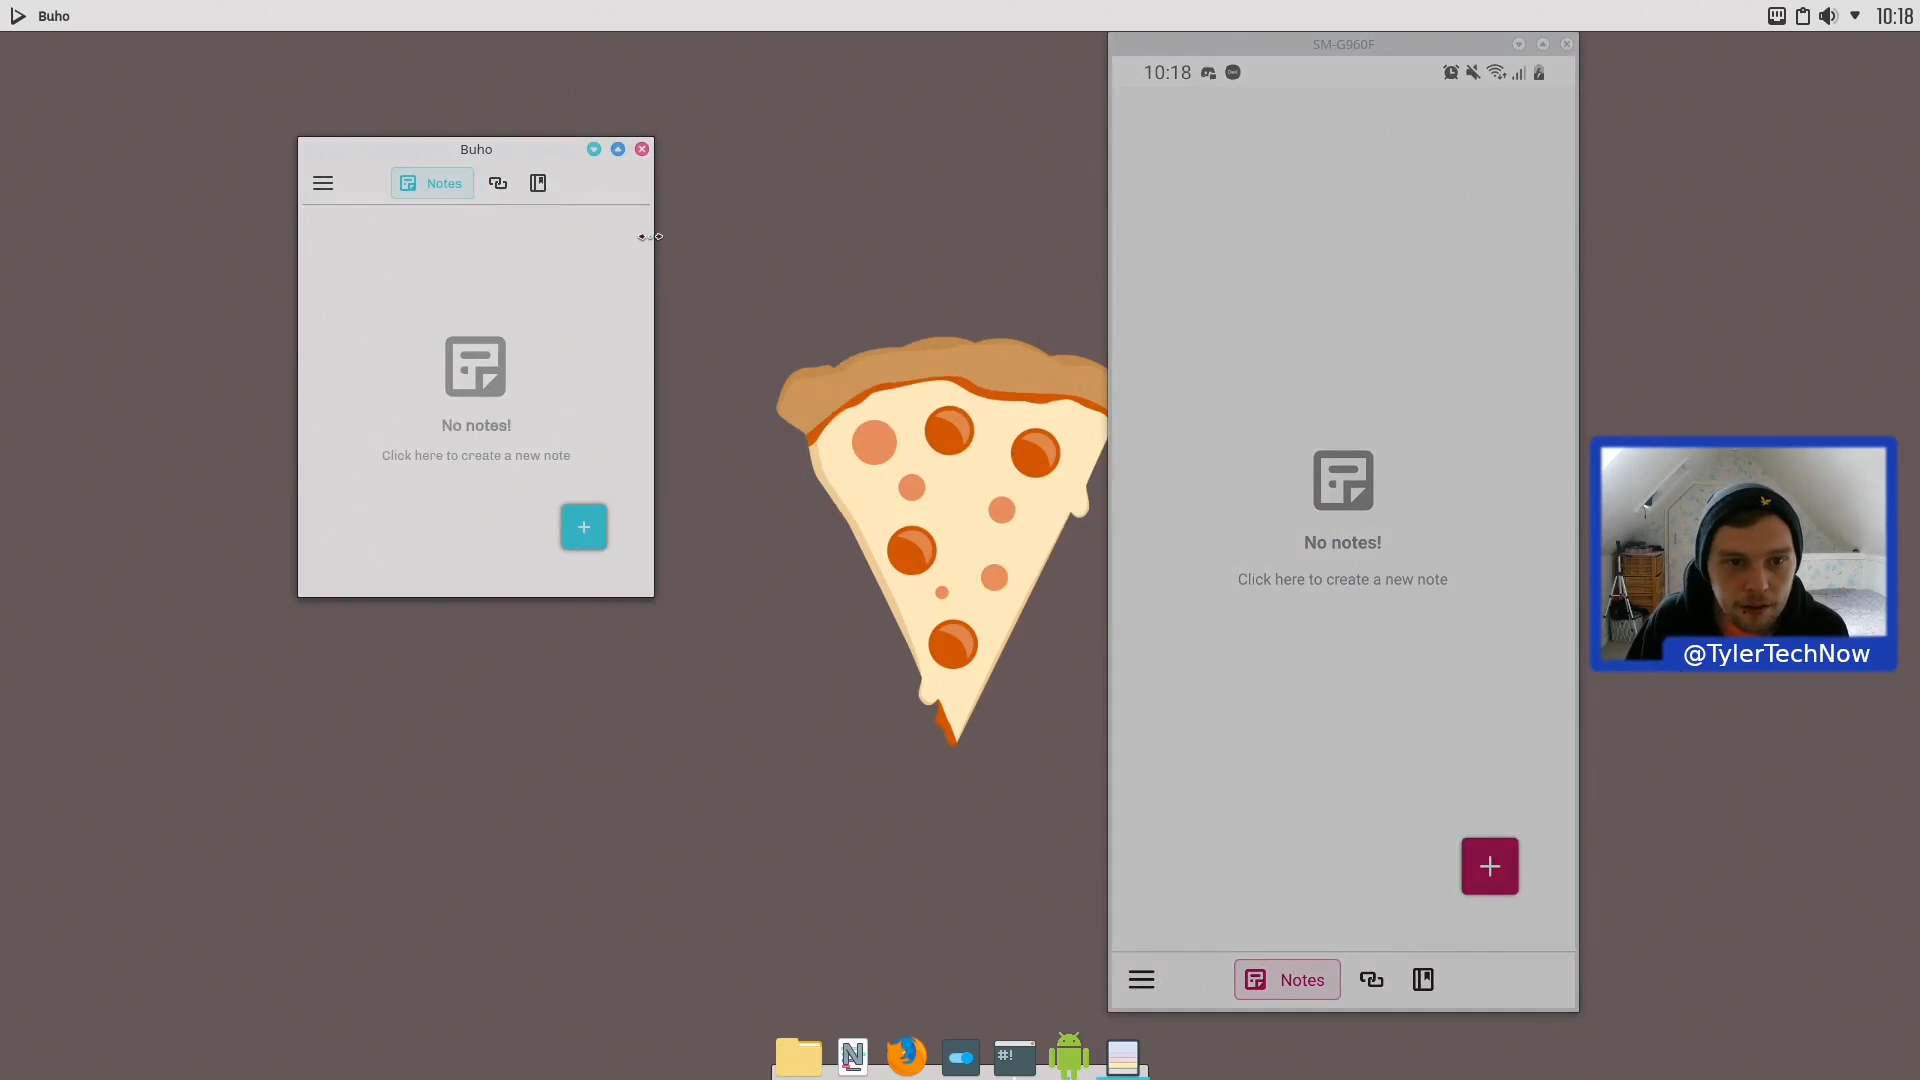 Buho
10:18
SM-G960F
10:18
Buho
Notes
No notes!
Click here to create a new note
+
No notes!
Click here to create a new note
+
Notes
@TylerTechNow
N
#!